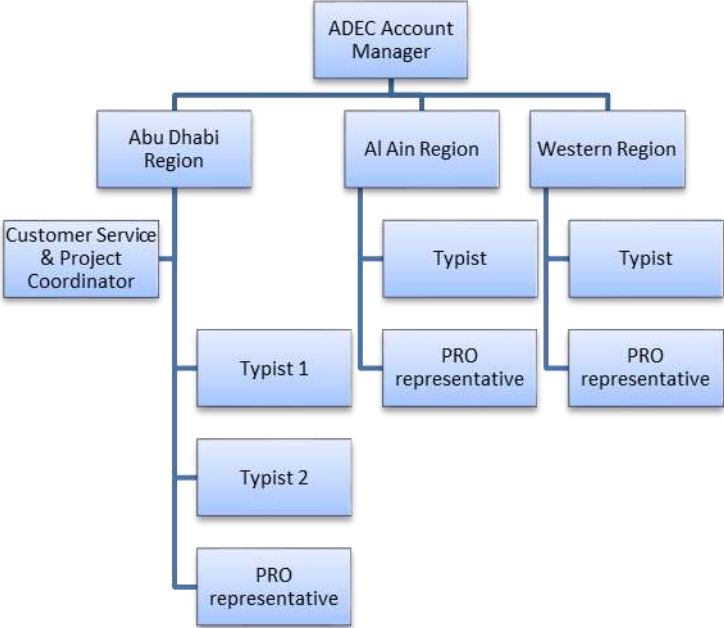 ADEC Account
Manager
Abu Dhabi
Region
Al Ain Region
Western Region
Customer Service
& Project
Coordinator
Typist
Typist
Typist 1
PRO
representative
PRO
representative
Typist 2
PRO
representative